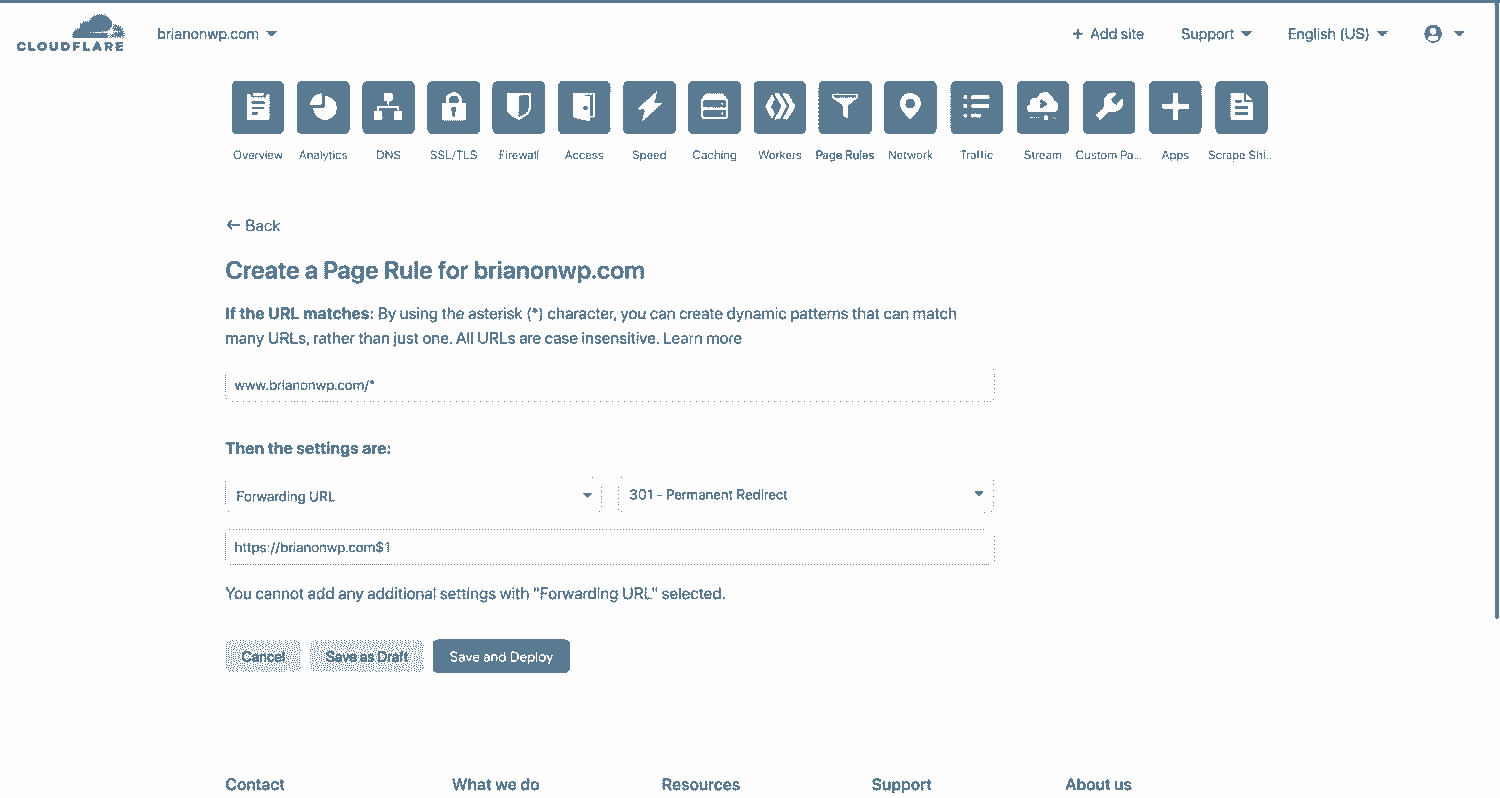 CLOUDFLARE
brianonwp.com
+ Add site
Support
English (US)
Overview
Analytics
DNS
SSL/TLS
Firewall
Access
Speed
Caching
Workers
Page Rules
Network
Traffic
Stream
Custom Pa...
Apps
Scrape Shi...
← Back
Create a Page Rule for brianonwp.com
If the URL matches: By using the asterisk (*) character, you can create dynamic patterns that can match
many URLs, rather than just one. All URLs are case insensitive. Learn more
www.brianonwp.com/*
Then the settings are:
Forwarding URL
301 - Permanent Redirect
https://brianonwp.com$1
You cannot add any additional settings with "Forwarding URL" selected.
Cancel
Save as Draft
Save and Deploy
Contact
What we do
Resources
Support
About us